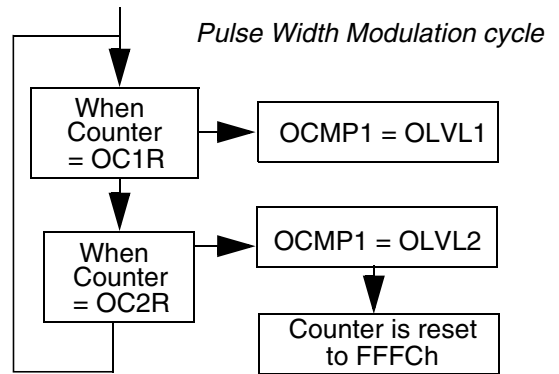 Pulse Width Modulation cycle
When
Counter
= OC1R
OCMP1 = OLVL1
When
Counter
= OC2R
OCMP1 = OLVL2
Counter is reset
to FFFCh